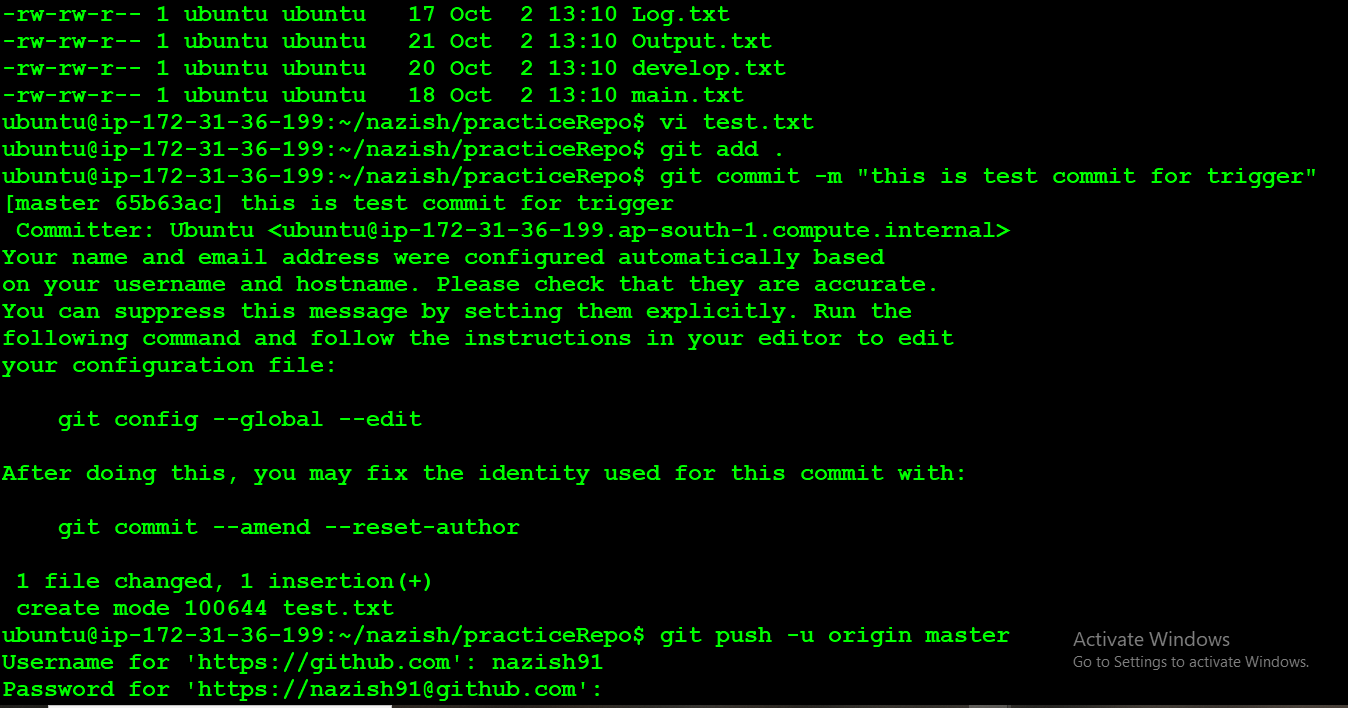 -rw-rw-r-- 1 ubuntu ubuntu   17 Oct  2 13:10 Log.txt
-rw-rw-r-- 1 ubuntu ubuntu   21 Oct  2 13:10 Output.txt
-rw-rw-r-- 1 ubuntu ubuntu   20 Oct  2 13:10 develop.txt
-rw-rw-r-- 1 ubuntu ubuntu   18 Oct  2 13:10 main.txt
ubuntu@ip-172-31-36-199:~/nazish/practiceRepo$ vi test.txt
ubuntu@ip-172-31-36-199:~/nazish/practiceRepo$ git add .
ubuntu@ip-172-31-36-199:~/nazish/practiceRepo$ git commit -m "this is test commit for trigger"
[master 65b63ac] this is test commit for trigger
 Committer: Ubuntu <ubuntu@ip-172-31-36-199.ap-south-1.compute.internal>
Your name and email address were configured automatically based
on your username and hostname. Please check that they are accurate.
You can suppress this message by setting them explicitly. Run the
following command and follow the instructions in your editor to edit
your configuration file:

    git config --global --edit

After doing this, you may fix the identity used for this commit with:

    git commit --amend --reset-author

 1 file changed, 1 insertion(+)
 create mode 100644 test.txt
ubuntu@ip-172-31-36-199:~/nazish/practiceRepo$ git push -u origin master
Username for 'https://github.com': nazish91
Password for 'https://nazish91@github.com':
Activate Windows
Go to Settings to activate Windows.